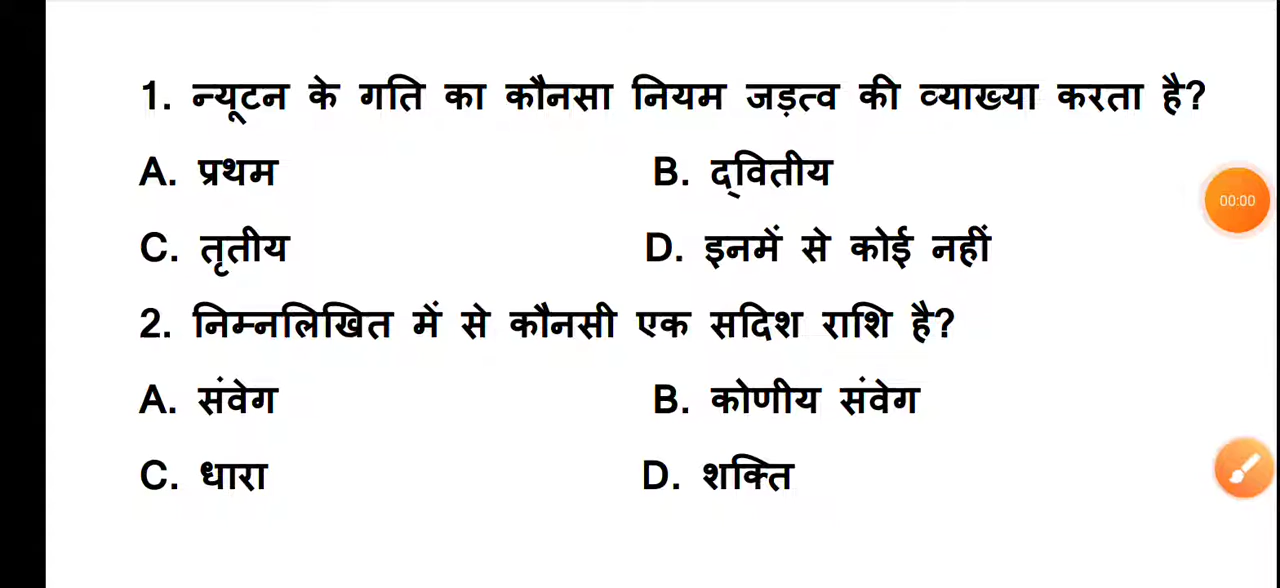 1. न्यूटन के गति का कौनसा नियम जड़त्व की व्याख्या करता है?
A. प्रथम B. द्वितीय
C. तृतीय D. इनमें से कोई नहीं
2. निम्नलिखित में से कौनसी एक सदिश राशि है?
A. संवेग B. कोणीय संवेग
C. धारा D. शक्ति
00:00